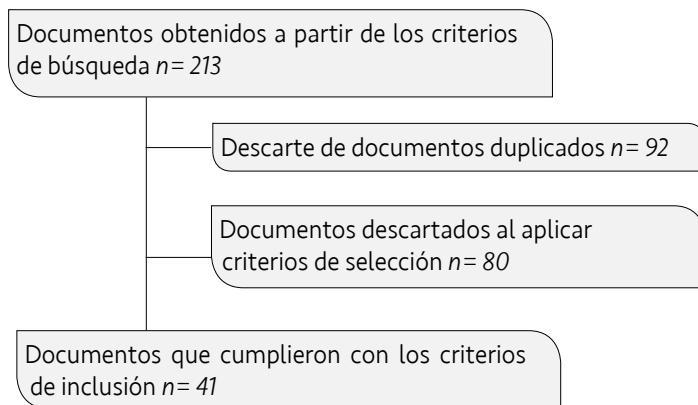 Documentos obtenidos a partir de los criterios
de búsqueda n= 213
Descarte de documentos duplicados n= 92
Documentos descartados al aplicar
criterios de selección n= 80
Documentos que cumplieron con los criterios
de inclusión n= 41